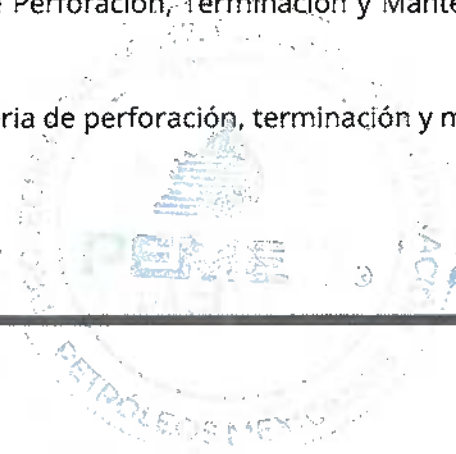 Perforación, Terminación y Mante
ria de perforación, terminación y m
PEMEX
PETRÓLEOS MEX